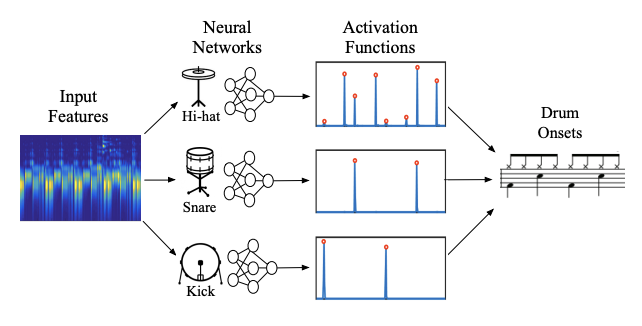 Neural
Networks
Activation
Functions
Input
Features
Hi-hat
Snare
Kick
Drum
Onsets